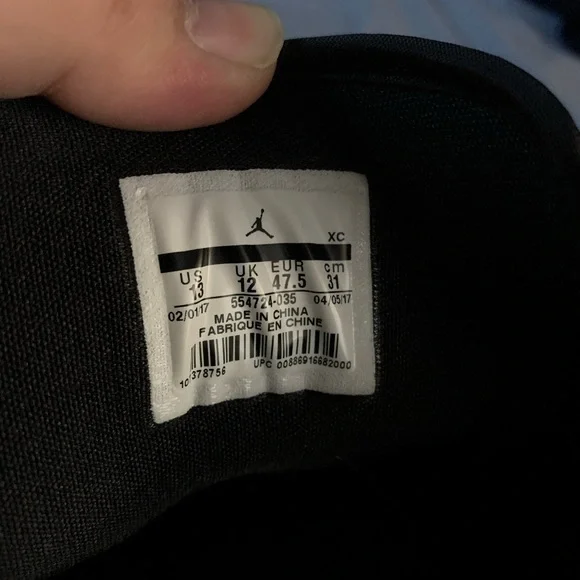 XC
US UK EUR cm
13 12 47.5 31
02/01/17 554724-035 04/05/17
MADE IN CHINA
FABRIQUE EN CHINE
UPC 00886916682000